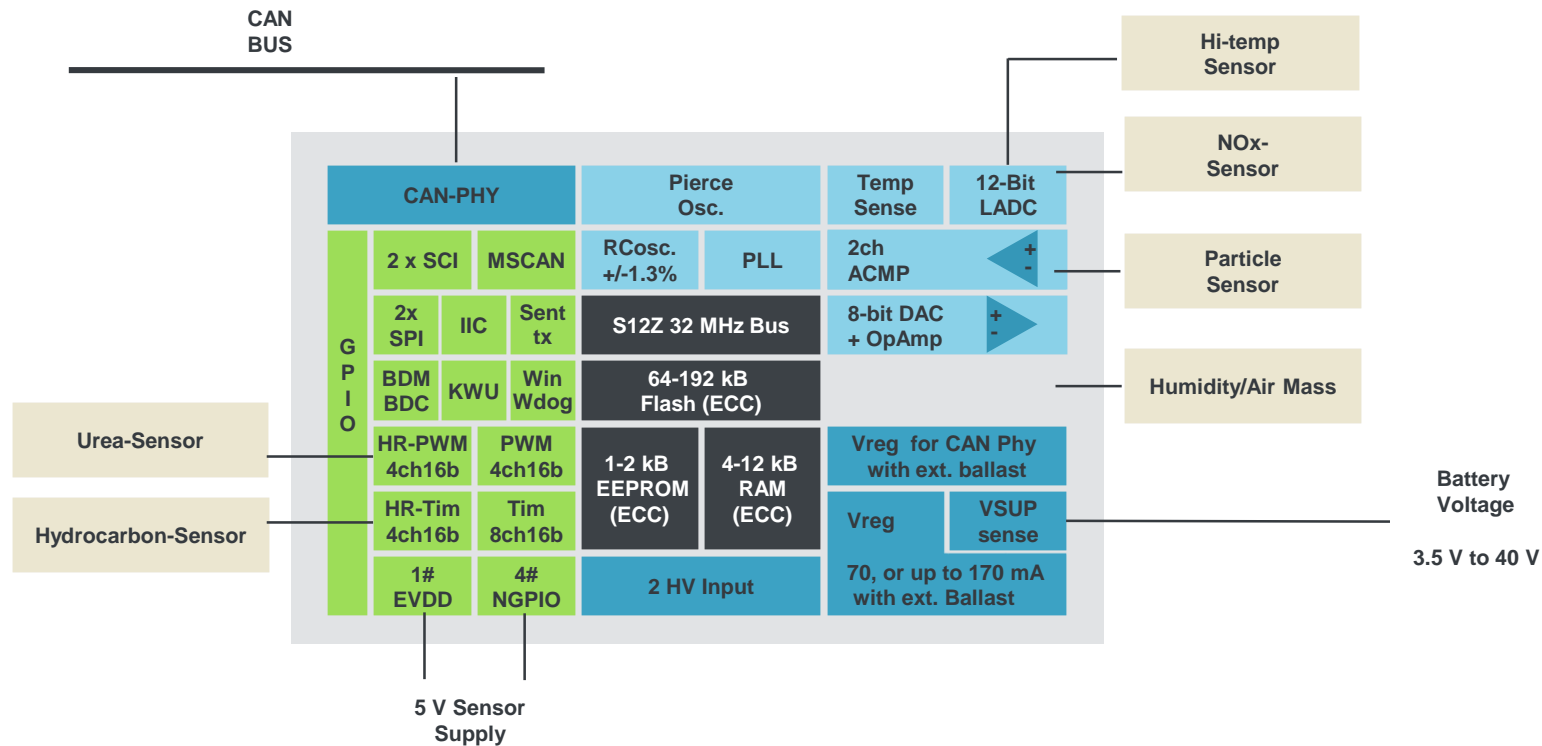 CAN
BUS
Hi-temp
Sensor
NOx-
Sensor
Particle
Sensor
Humidity/Air Mass
CAN-PHY
Pierce
Osc.
Temp
Sense
12-Bit
LADC
G
P
I
O
2 x SCI
MSCAN
RCosc.
+/-1.3%
PLL
2ch
ACMP
+
-
2x
SPI
IIC
Sent
tx
S12Z 32 MHz Bus
8-bit DAC
+ OpAmp
+
-
BDM
BDC
KWU
Win
Wdog
64-192 kB
Flash (ECC)
Urea-Sensor
HR-PWM
4ch16b
PWM
4ch16b
1-2 kB
EEPROM
(ECC)
4-12 kB
RAM
(ECC)
Vreg for CAN Phy
with ext. ballast
Hydrocarbon-Sensor
HR-Tim
4ch16b
Tim
8ch16b
Vreg
VSUP
sense
Battery
Voltage
3.5 V to 40 V
1#
EVDD
4#
NGPIO
2 HV Input
70, or up to 170 mA
with ext. Ballast
5 V Sensor
Supply